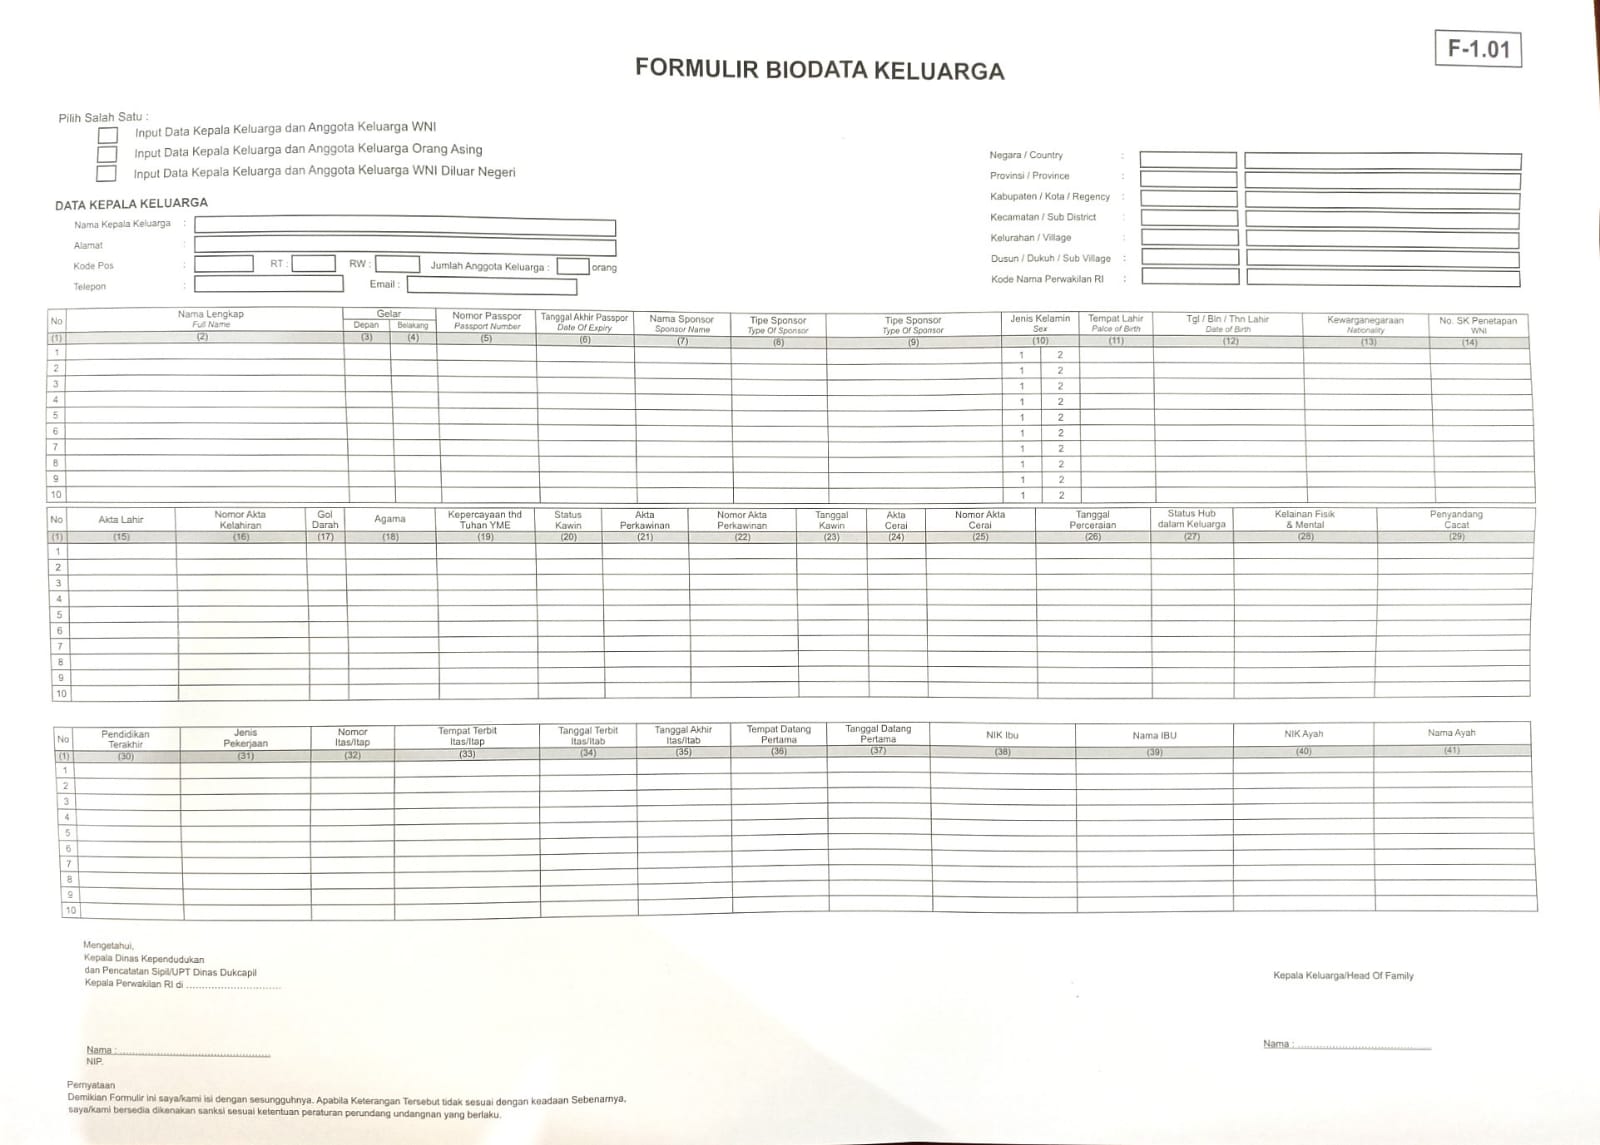 F-1.01
FORMULIR BIODATA KELUARGA
Pilih Salah Satu :
Input Data Kepala Keluarga dan Anggota Keluarga WNI
Input Data Kepala Keluarga dan Anggota Keluarga Orang Asing
Input Data Kepala Keluarga dan Anggota Keluarga WNI Diluar Negeri
DATA KEPALA KELUARGA
Nama Kepala Keluarga :
Alamat :
Kode Pos : RT : RW : Jumlah Anggota Keluarga : orang
Telepon : Email :
Negara / Country :
Provinsi / Province :
Kabupaten / Kota / Regency :
Kecamatan / Sub District :
Kelurahan / Village :
Dusun / Dukuh / Sub Village :
Kode Nama Perwakilan RI :
No Nama Lengkap Gelar Nomor Passpor Tanggal Akhir Passpor Nama Sponsor Tipe Sponsor Tipe Sponsor Jenis Kelamin Tempat Lahir Tgl / Bln / Thn Lahir Kewarganegaraan No. SK Penetapan
Full Name Depan Belakang Passport Number Date Of Expiry Sponsor Name Type Of Sponsor Type Of Sponsor Sex Palce of Birth Date of Birth Nationality WNI
(1) (2) (3) (4) (5) (6) (7) (8) (9) (10) (11) (12) (13) (14)
1 1 2
2 1 2
3 1 2
4 1 2
5 1 2
6 1 2
7 1 2
8 1 2
9 1 2
10 1 2
No Akta Lahir Nomor Akta Gol Agama Kepercayaan thd Status Akta Nomor Akta Tanggal Akta Nomor Akta Tanggal Status Hub Kelainan Fisik Penyandang
Kelahiran Darah Tuhan YME Kawin Perkawinan Perkawinan Kawin Cerai Cerai Perceraian dalam Keluarga & Mental Cacat
(1) (15) (16) (17) (18) (19) (20) (21) (22) (23) (24) (25) (26) (27) (28) (29)
1
2
3
4
5
6
7
8
9
10
No Pendidikan Jenis Nomor Tempat Terbit Tanggal Terbit Tanggal Akhir Tempat Datang Tanggal Datang NIK Ibu Nama IBU NIK Ayah Nama Ayah
Terakhir Pekerjaan Itas/Itap Itas/Itap Itas/Itab Itas/Itab Pertama Pertama
(1) (30) (31) (32) (33) (34) (35) (36) (37) (38) (39) (40) (41)
1
2
3
4
5
6
7
8
9
10
Mengetahui,
Kepala Dinas Kependudukan
dan Pencatatan Sipil/UPT Dinas Dukcapil
Kepala Perwakilan RI di ..............................
Kepala Keluarga/Head Of Family
Nama : ..............................
NIP.
Nama : ..............................
Pernyataan
Demikian Formulir ini saya/kami isi dengan sesungguhnya. Apabila Keterangan Tersebut tidak sesuai dengan keadaan Sebenarnya,
saya/kami bersedia dikenakan sanksi sesuai ketentuan peraturan perundang undangnan yang berlaku.